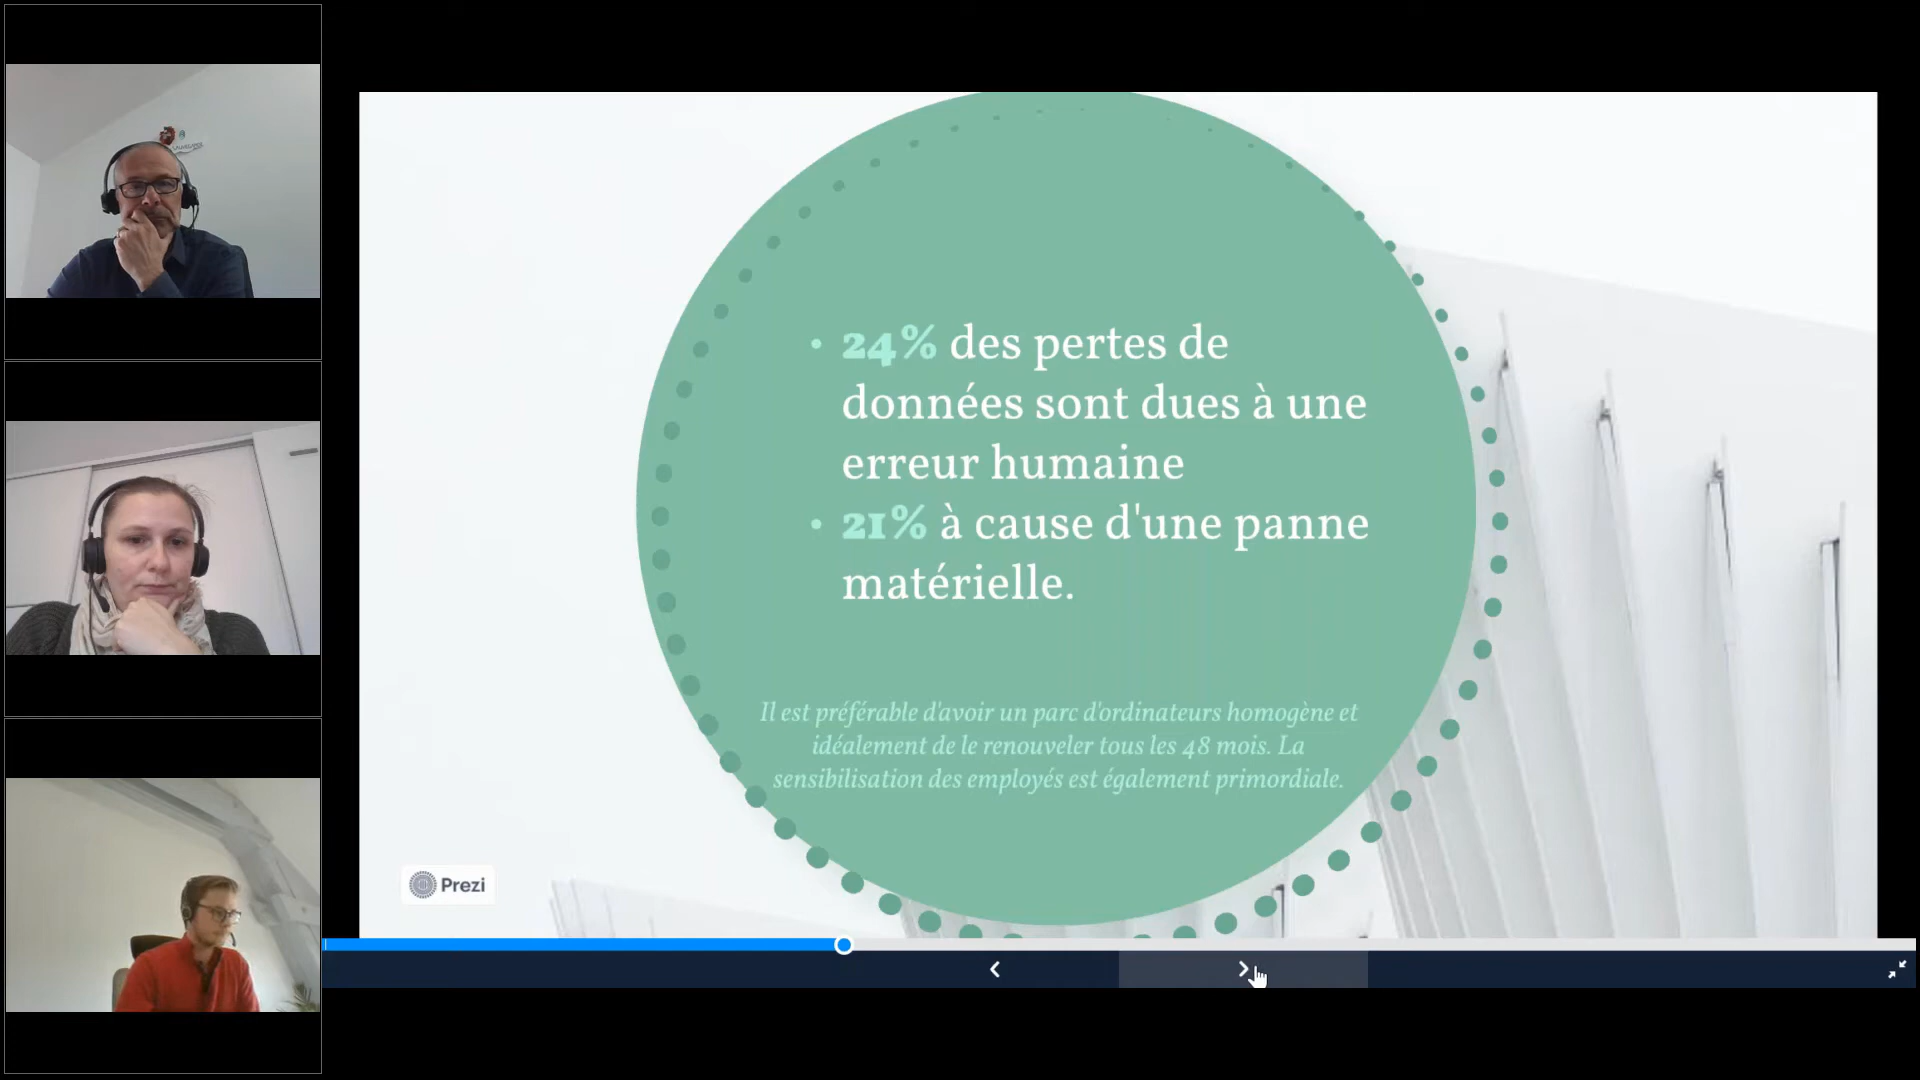 • 24% des pertes de
données sont dues à une
erreur humaine
• 21% à cause d'une panne
matérielle.
Il est préférable d'avoir un parc d'ordinateurs homogène et
idéalement de le renouveler tous les 48 mois. La
sensibilisation des employés est également primordiale.
Prezi